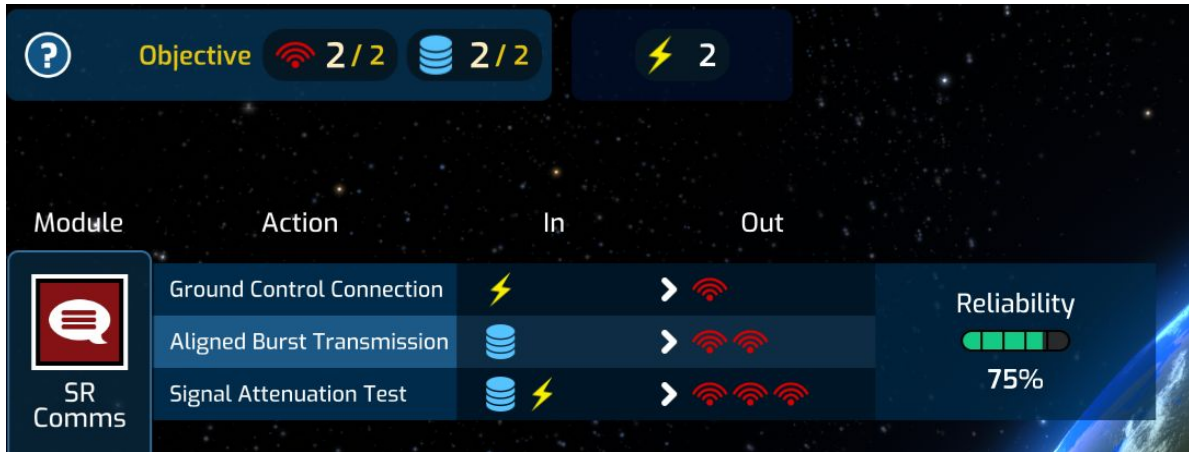 ?
Objective 2/2 2/2 2
Module Action In Out
Ground Control Connection
Aligned Burst Transmission
Signal Attenuation Test
SR
Comms
Reliability
75%